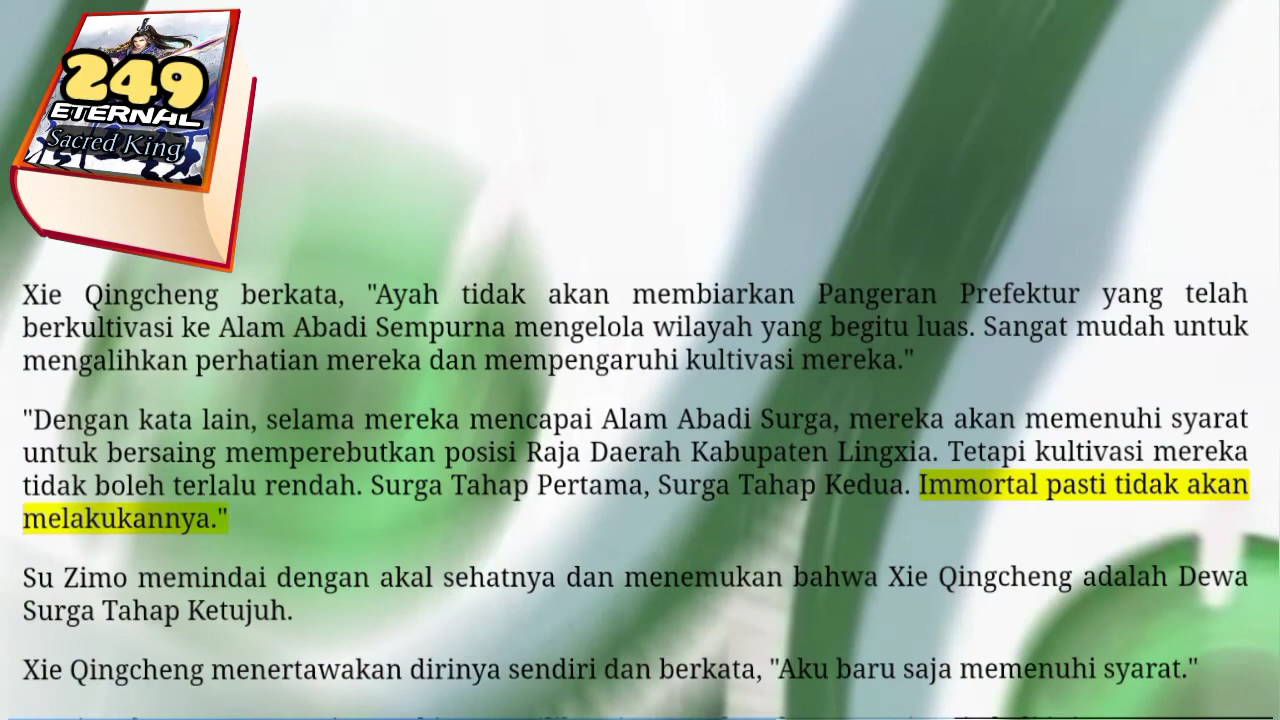 249
ETERNAL
Sacred King
Xie Qingcheng berkata, "Ayah tidak akan membiarkan Pangeran Prefektur yang telah
berkultivasi ke Alam Abadi Sempurna mengelola wilayah yang begitu luas. Sangat mudah untuk
mengalihkan perhatian mereka dan mempengaruhi kultivasi mereka."
"Dengan kata lain, selama mereka mencapai Alam Abadi Surga, mereka akan memenuhi syarat
untuk bersaing memperebutkan posisi Raja Daerah Kabupaten Lingxia. Tetapi kultivasi mereka
tidak boleh terlalu rendah. Surga Tahap Pertama, Surga Tahap Kedua. Immortal pasti tidak akan
melakukannya."
Su Zimo memindai dengan akal sehatnya dan menemukan bahwa Xie Qingcheng adalah Dewa
Surga Tahap Ketujuh.
Xie Qingcheng menertawakan dirinya sendiri dan berkata, "Aku baru saja memenuhi syarat."